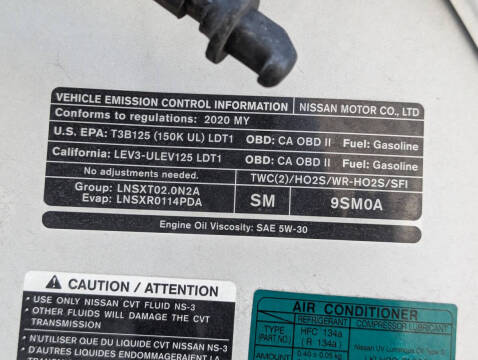 VEHICLE EMISSION CONTROL INFORMATION NISSAN MOTOR CO., LTD
Conforms to regulations: 2020 MY
U.S. EPA: T3B125 (150K UL) LDT1 OBD: CA OBD II Fuel: Gasoline
California: LEV3-ULEV125 LDT1 OBD: CA OBD II Fuel: Gasoline
No adjustments needed. TWC(2)/HO2S/WR-HO2S/SFI
Group: LNSXT02.0N2A
Evap: LNSXR0114PDA
SM 9SM0A
Engine Oil Viscosity: SAE 5W-30
CAUTION / ATTENTION
• USE ONLY NISSAN CVT FLUID NS-3
• OTHER FLUIDS WILL DAMAGE THE CVT
TRANSMISSION
• N'UTILISER QUE DU LIQUIDE CVT NISSAN NS-3
• D'AUTRES LIQUIDES ENDOMMAGERAIENT LA
AIR CONDITIONER
REFRIGERANT COMPRESSOR LUBRICANT
TYPE HFC 134a
(PART NO.) ( R 134a )
AMOUNT